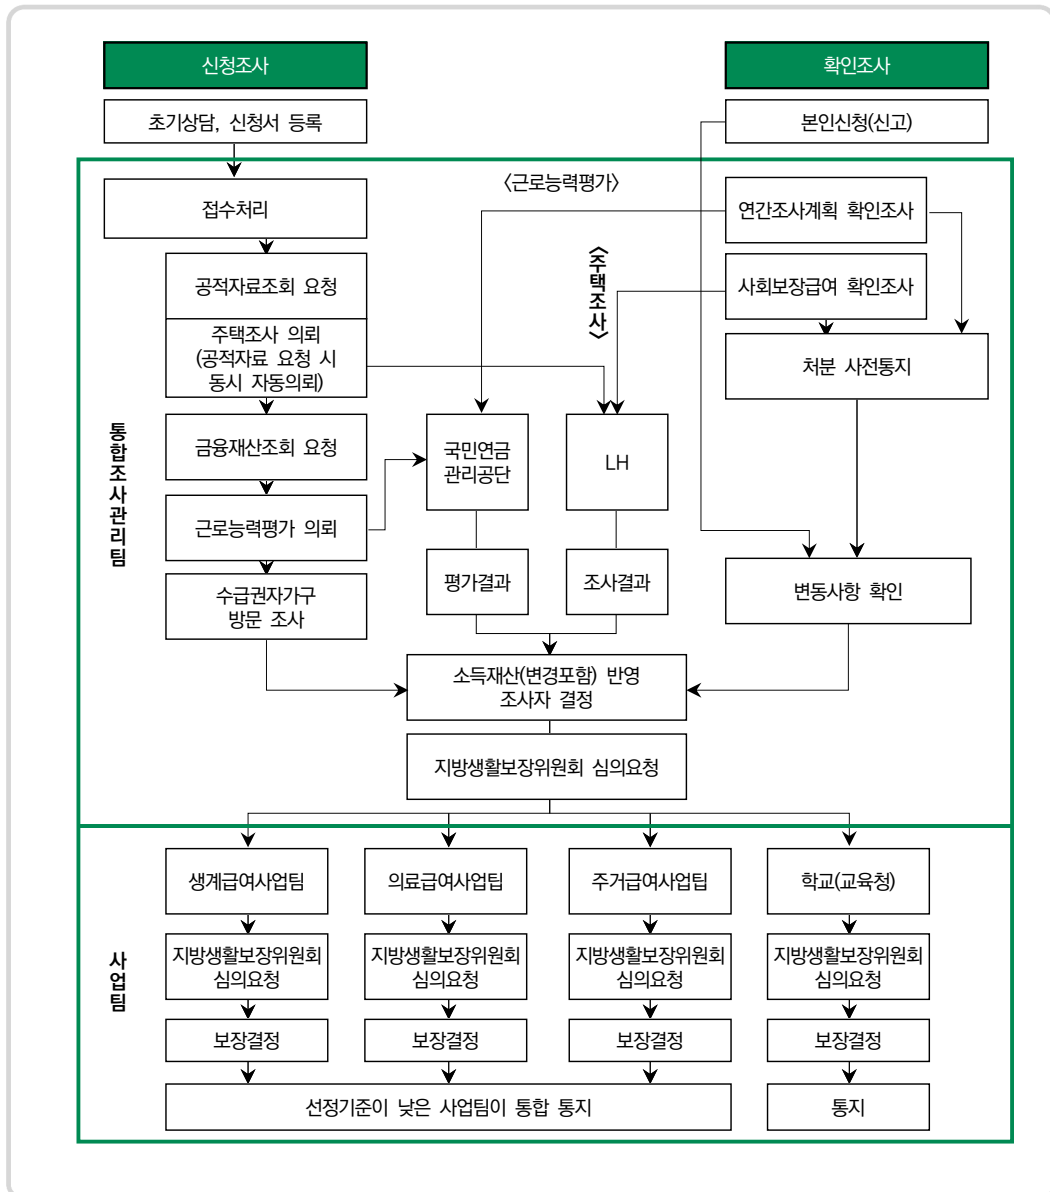 신청조사
확인조사
초기상담, 신청서 등록
본인신청(신고)
통합조사관리팀
접수처리
〈근로능력평가〉
연간조사계획 확인조사
공적자료조회 요청
〈주택조사〉
사회보장급여 확인조사
주택조사 의뢰
(공적자료 요청 시
동시 자동의뢰)
처분 사전통지
금융재산조회 요청
국민연금
관리공단
LH
근로능력평가 의뢰
평가결과
조사결과
변동사항 확인
수급권자가구
방문 조사
소득재산(변경포함) 반영
조사자 결정
지방생활보장위원회 심의요청
사업팀
생계급여사업팀
의료급여사업팁
주거급여사업팁
학교(교육청)
지방생활보장위원회
심의요청
지방생활보장위원회
심의요청
지방생활보장위원회
심의요청
지방생활보장위원회
심의요청
보장결정
보장결정
보장결정
보장결정
선정기준이 낮은 사업팀이 통합 통지
통지